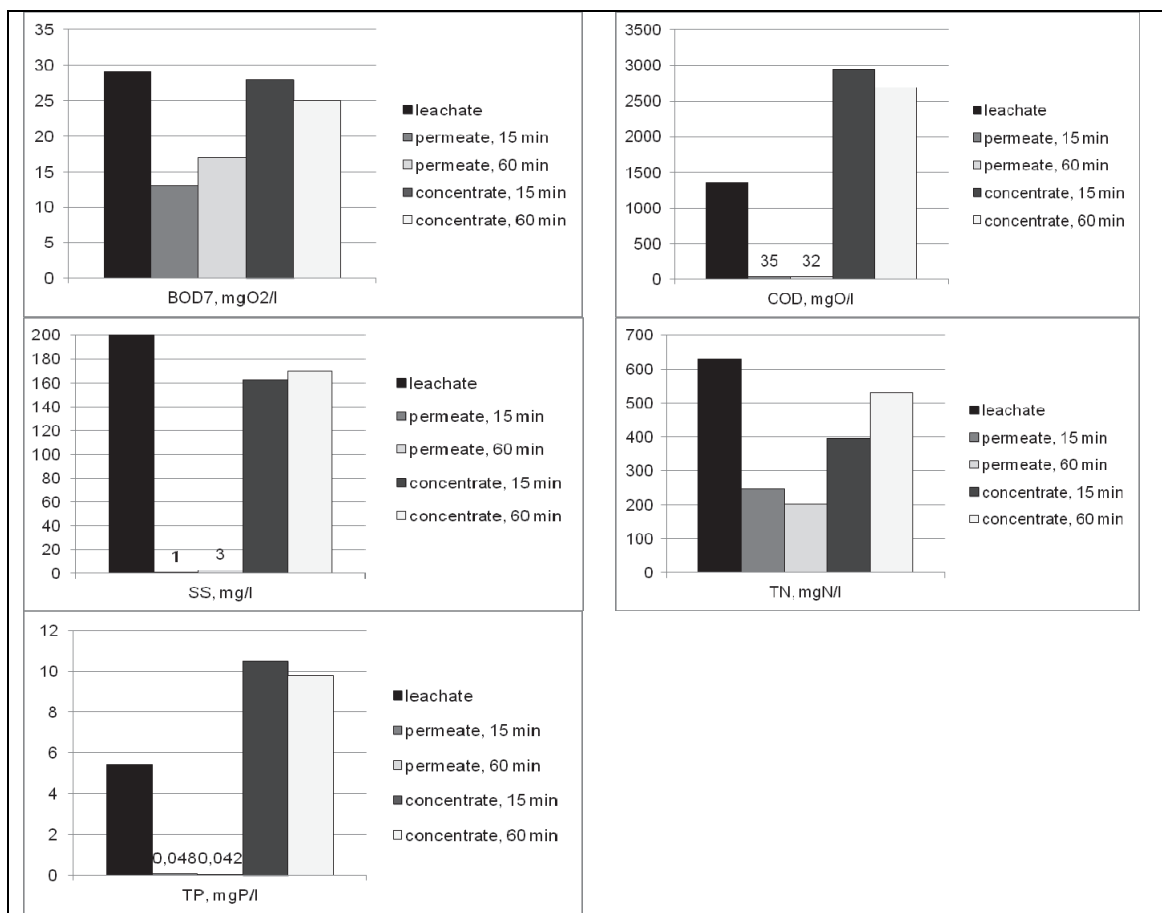 35
30
25
20
15
10
5
0
BOD7, mgO2/l
leachate
permeate, 15 min
permeate, 60 min
concentrate, 15 min
concentrate, 60 min
3500
3000
2500
2000
1500
1000
500
0
35
32
COD, mgO/l
leachate
permeate, 15 min
permeate, 60 min
concentrate, 15 min
concentrate, 60 min
200
180
160
140
120
100
80
60
40
20
0
1
3
SS, mg/l
leachate
permeate, 15 min
permeate, 60 min
concentrate, 15 min
concentrate, 60 min
700
600
500
400
300
200
100
0
TN, mgN/l
leachate
permeate, 15 min
permeate, 60 min
concentrate, 15 min
concentrate, 60 min
12
10
8
6
4
2
0
0,048
0,042
TP, mgP/l
leachate
permeate, 15 min
permeate, 60 min
concentrate, 15 min
concentrate, 60 min